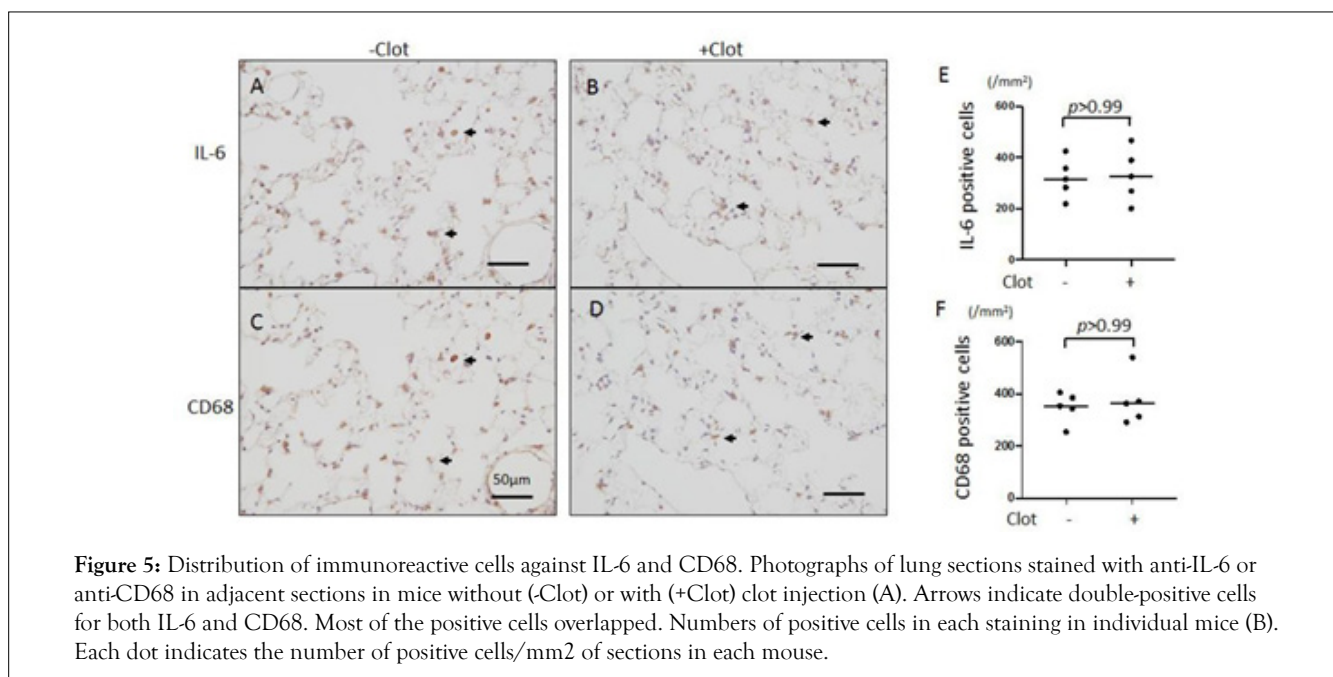 -Clot
+Clot
A
B
E
(/mm²)
p>0.99
600
400
200
0
IL-6 positive cells
Clot
-
+
IL-6
C
D
F
(/mm²)
p>0.99
600
400
200
0
CD68 positive cells
Clot
-
+
CD68
50μm
Figure 5: Distribution of immunoreactive cells against IL-6 and CD68. Photographs of lung sections stained with anti-IL-6 or
anti-CD68 in adjacent sections in mice without (-Clot) or with (+Clot) clot injection (A). Arrows indicate double-positive cells
for both IL-6 and CD68. Most of the positive cells overlapped. Numbers of positive cells in each staining in individual mice (B).
Each dot indicates the number of positive cells/mm2 of sections in each mouse.